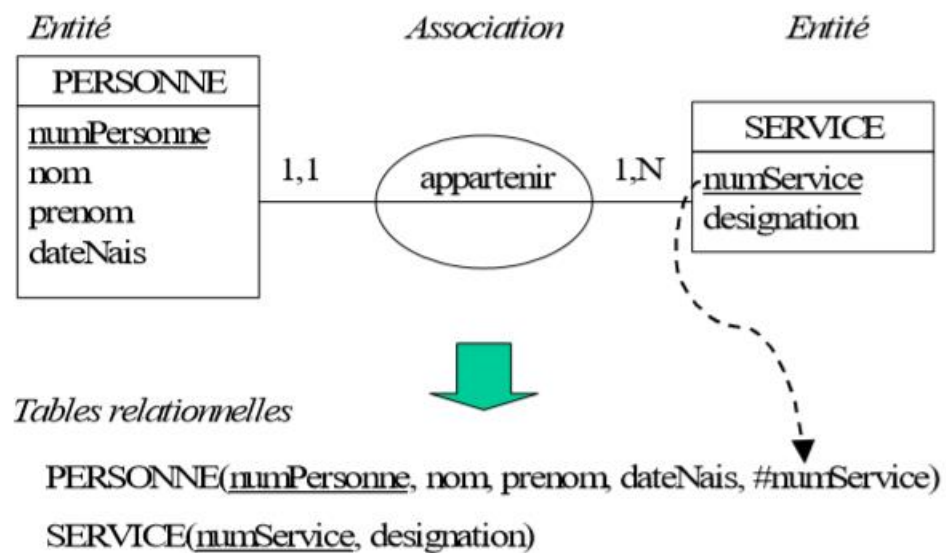 Entité
Association
Entité
PERSONNE
numPersonne
nom
prenom
dateNais
1,1
appartenir
1,N
SERVICE
numService
designation
Tables relationnelles
PERSONNE(numPersonne, nom, prenom, dateNais, #numService)
SERVICE(numService, designation)